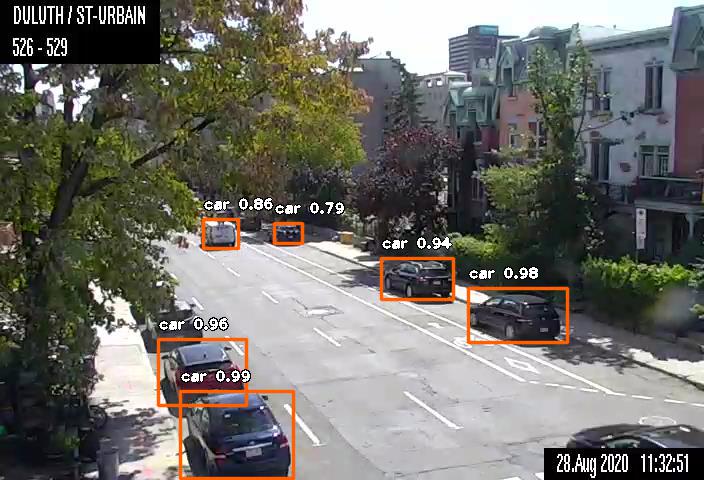 DULUTH / ST-URBAIN
526 - 529
car 0.86
car 0.79
car 0.94
car 0.98
car 0.96
car 0.99
28.Aug 2020 11:32:51